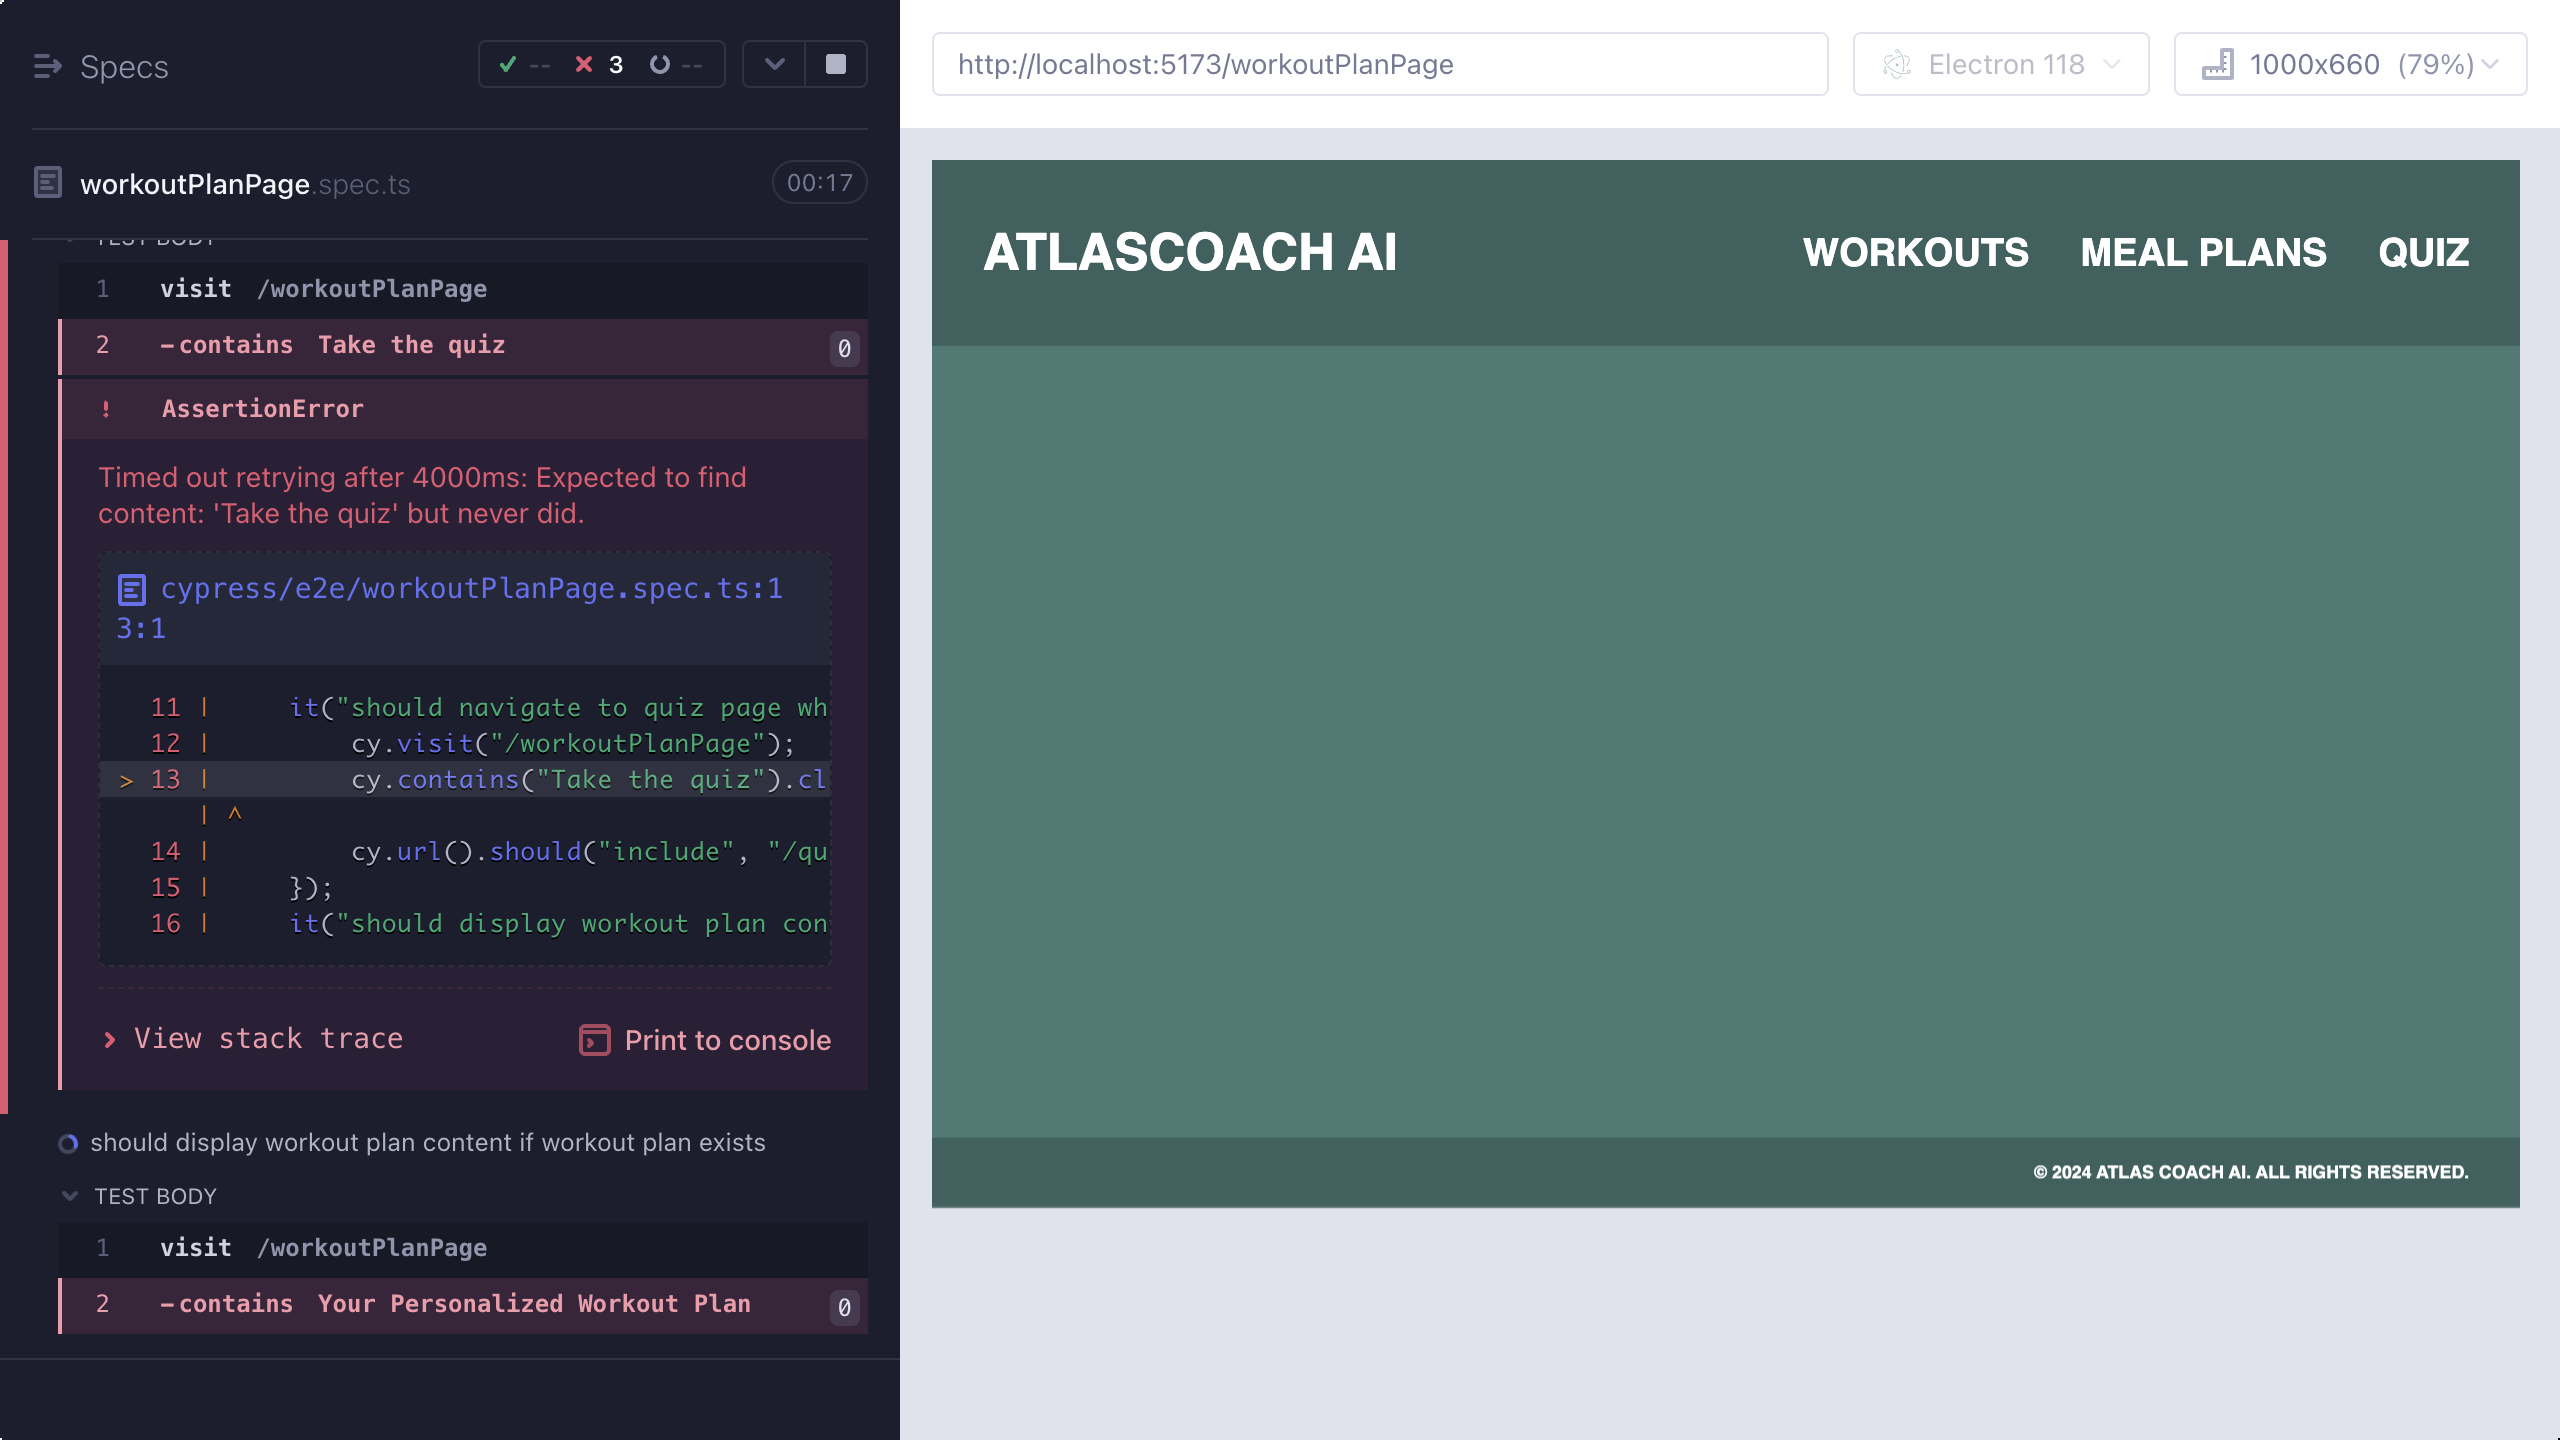 Specs
-- 3 --
workoutPlanPage.spec.ts
00:17
TEST BODY
1 visit /workoutPlanPage
2 -contains Take the quiz 0
! AssertionError
Timed out retrying after 4000ms: Expected to find
content: 'Take the quiz' but never did.
cypress/e2e/workoutPlanPage.spec.ts:1
3:1
11 | it("should navigate to quiz page wh
12 | cy.visit("/workoutPlanPage");
> 13 | cy.contains("Take the quiz").cl
| ^
14 | cy.url().should("include", "/qu
15 | });
16 | it("should display workout plan con
View stack trace
Print to console
should display workout plan content if workout plan exists
TEST BODY
1 visit /workoutPlanPage
2 -contains Your Personalized Workout Plan 0
http://localhost:5173/workoutPlanPage
Electron 118
1000x660 (79%)
ATLASCOACH AI
WORKOUTS MEAL PLANS QUIZ
© 2024 ATLAS COACH AI. ALL RIGHTS RESERVED.